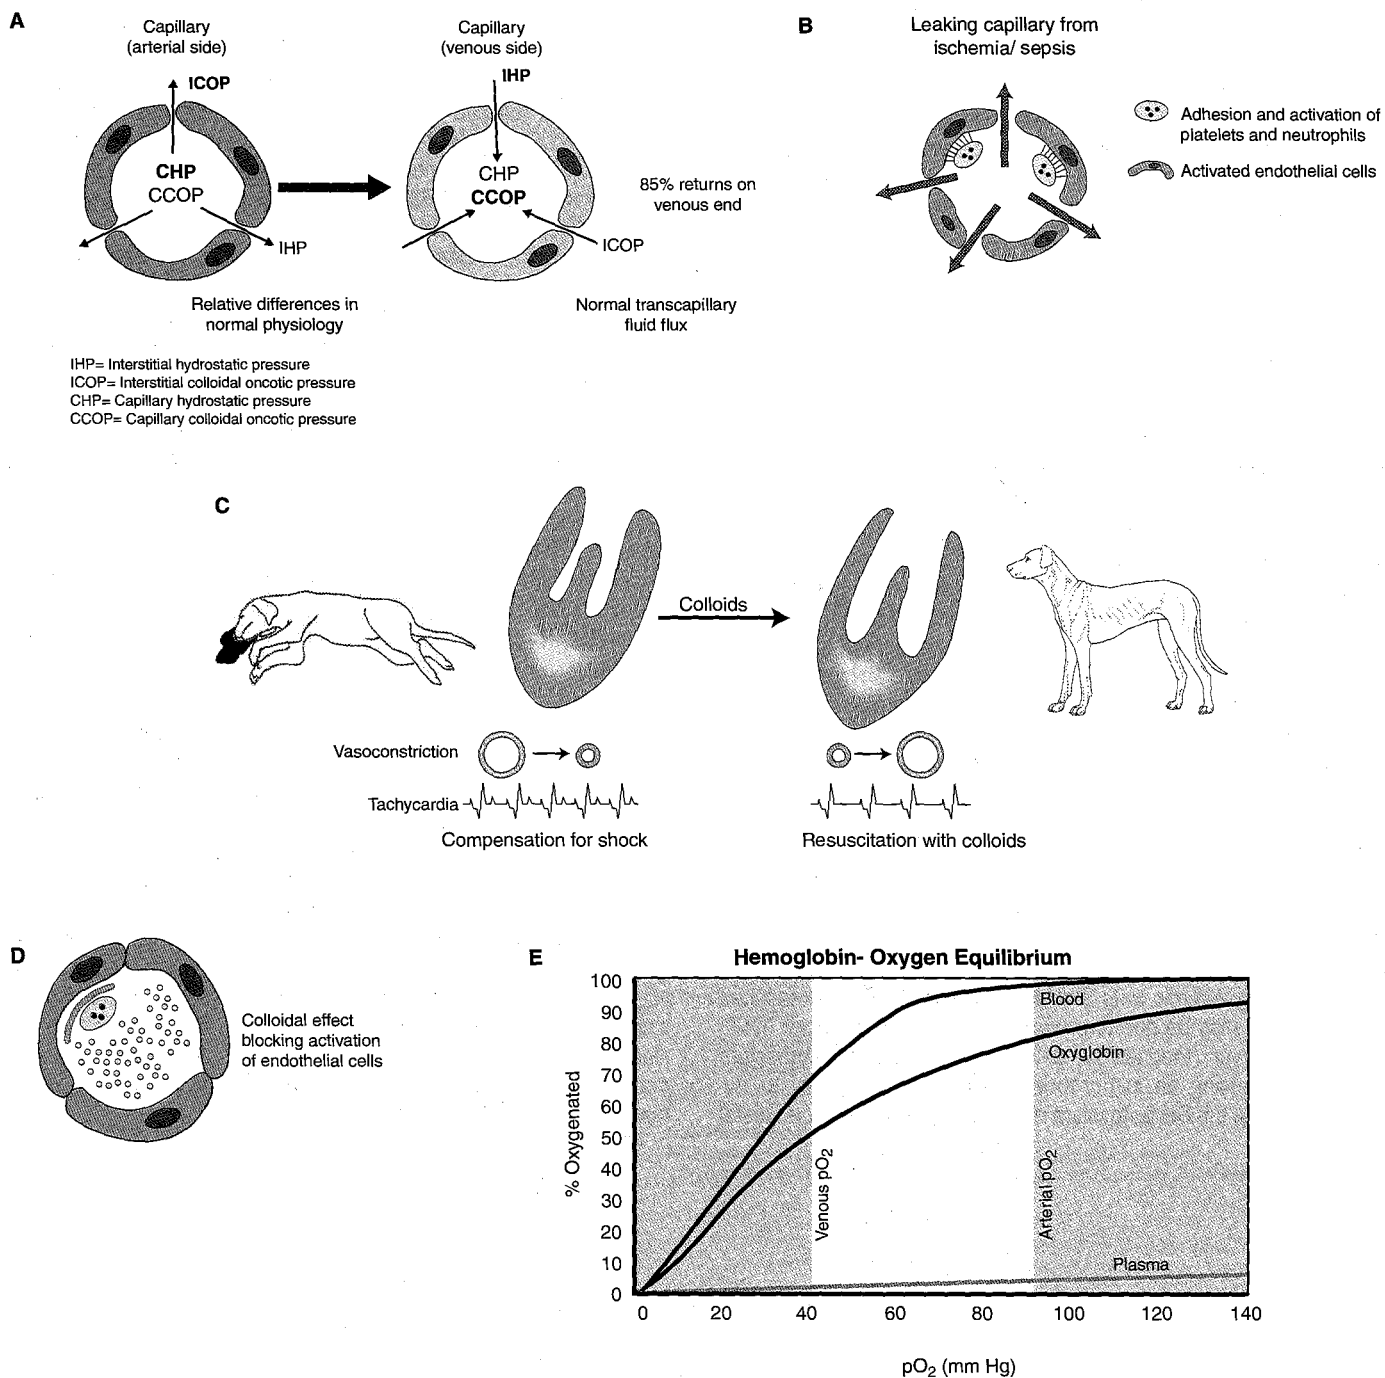 A
Capillary
(arterial side)
ICOP
CHP
CCOP
IHP
Relative differences in
normal physiology
Capillary
(venous side)
IHP
CHP
CCOP
ICOP
85% returns on
venous end
Normal transcapillary
fluid flux
IHP= Interstitial hydrostatic pressure
ICOP= Interstitial colloidal oncotic pressure
CHP= Capillary hydrostatic pressure
CCOP= Capillary colloidal oncotic pressure
B
Leaking capillary from
ischemia/ sepsis
Adhesion and activation of
platelets and neutrophils
Activated endothelial cells
C
Colloids
Vasoconstriction
Tachycardia
Compensation for shock
Resuscitation with colloids
D
Colloidal effect
blocking activation
of endothelial cells
E
Hemoglobin- Oxygen Equilibrium
% Oxygenated
100
90
80
70
60
50
40
30
20
10
0
Blood
Oxyglobin
Plasma
Venous pO2
Arterial pO2
0 20 40 60 80 100 120 140
pO2 (mm Hg)